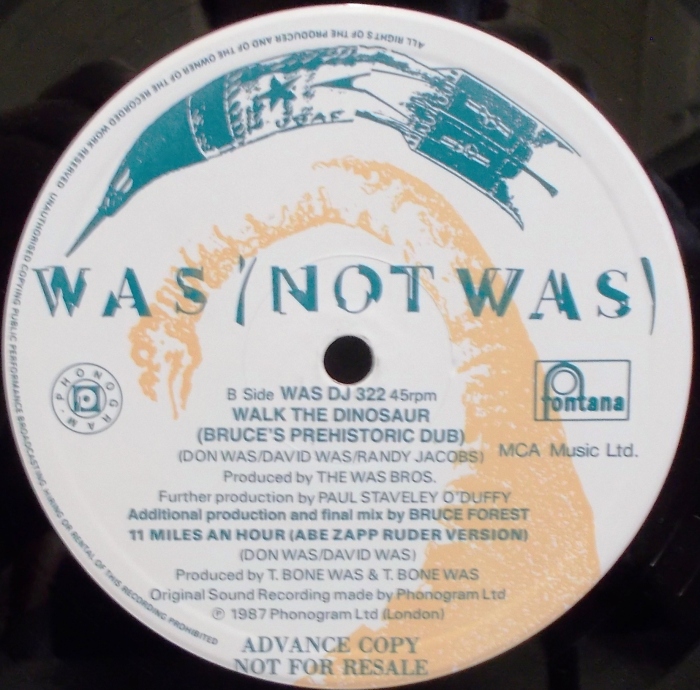 ALL RIGHTS OF THE PRODUCER AND OF THE OWNER OF THE RECORDED WORK RESERVED UNAUTHORISED COPYING PUBLIC PERFORMANCE BROADCASTING HIRING OR RENTAL OF THIS RECORDING PROHIBITED
USAF
WAS (NOT WAS)
PHONOGRAM
fontana
B Side WAS DJ 322 45rpm
WALK THE DINOSAUR
(BRUCE'S PREHISTORIC DUB)
(DON WAS/DAVID WAS/RANDY JACOBS)
MCA Music Ltd.
Produced by THE WAS BROS.
Further production by PAUL STAVELEY O'DUFFY
Additional production and final mix by BRUCE FOREST
11 MILES AN HOUR (ABE ZAPP RUDER VERSION)
(DON WAS/DAVID WAS)
Produced by T. BONE WAS & T. BONE WAS
Original Sound Recording made by Phonogram Ltd
℗ 1987 Phonogram Ltd (London)
ADVANCE COPY
NOT FOR RESALE